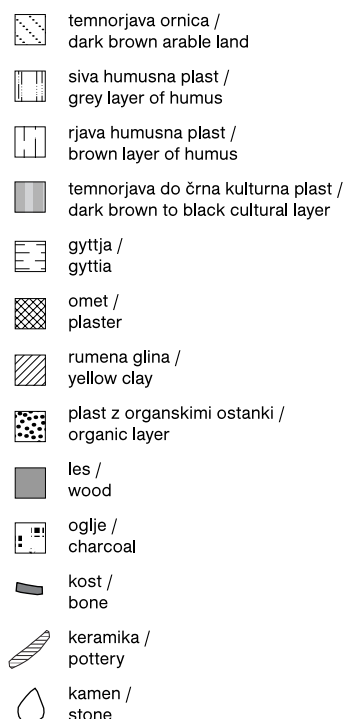 temnorjava ornica /
dark brown arable land
siva humusna plast /
grey layer of humus
rjava humusna plast /
brown layer of humus
temnorjava do črna kulturna plast /
dark brown to black cultural layer
gyttja /
gyttia
omet /
plaster
rumena glina /
yellow clay
plast z organskimi ostanki /
organic layer
les /
wood
oglje /
charcoal
kost /
bone
keramika /
pottery
kamen /
stone